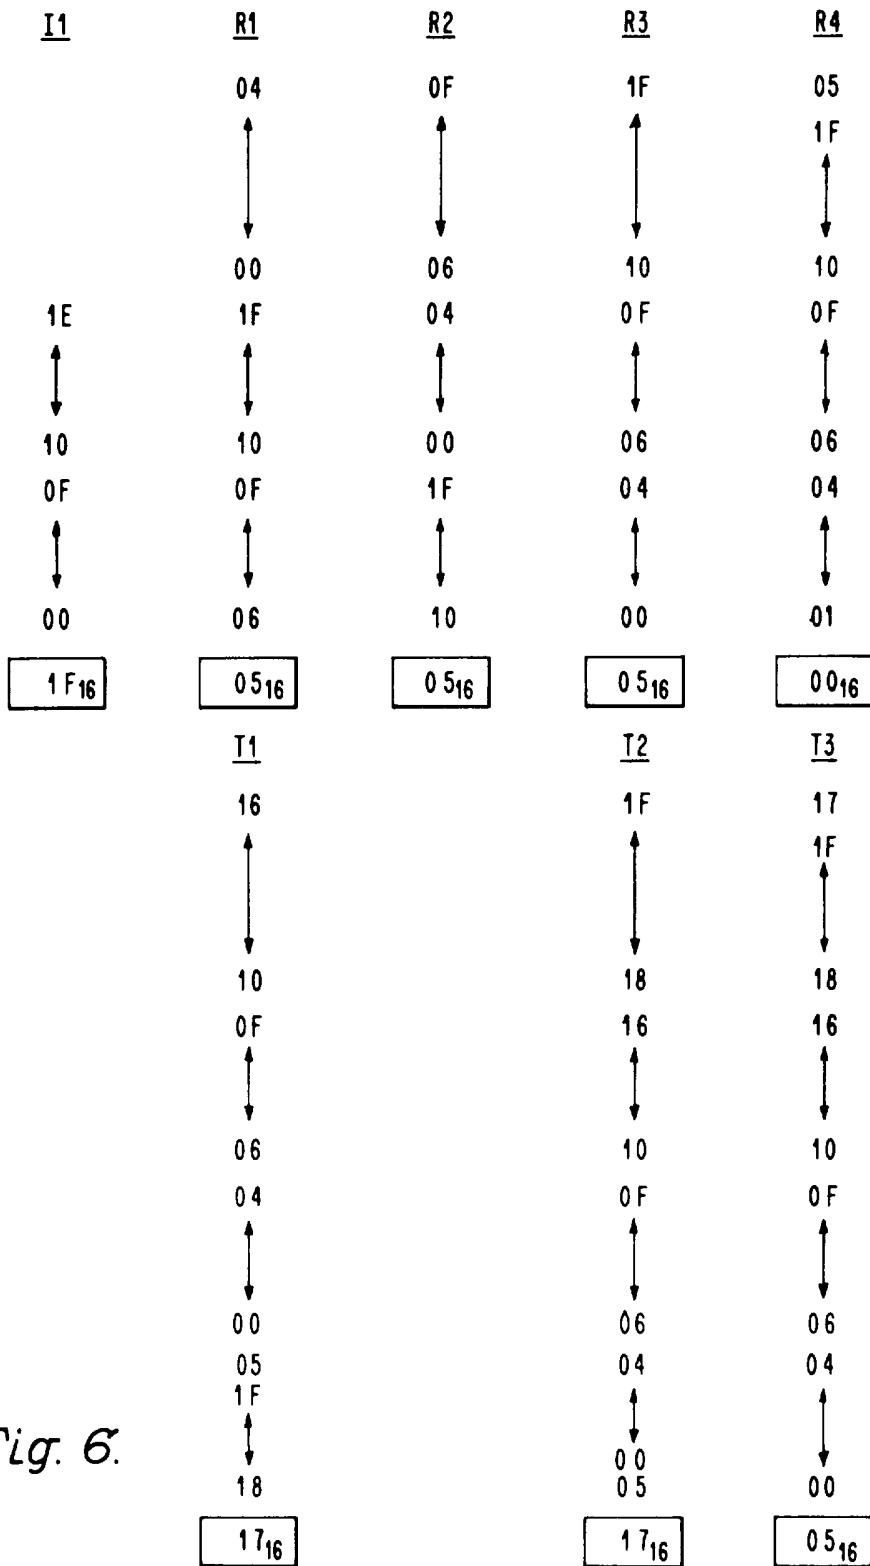 I1 R1 R2 R3 R4
04 0F 1F 05
1F
00 06 10 10
1E 1F 04 0F 0F
10 10 00 06 06
0F 0F 1F 04 04
00 06 10 00 01
1F16 0516 0516 0516 0016
T1 T2 T3
16 1F 17
1F
10 18 18
0F 16 16
06 10 10
04 0F 0F
00 06 06
05 04 04
1F
00
18 05 00
1716 1716 0516
Fig. 6.